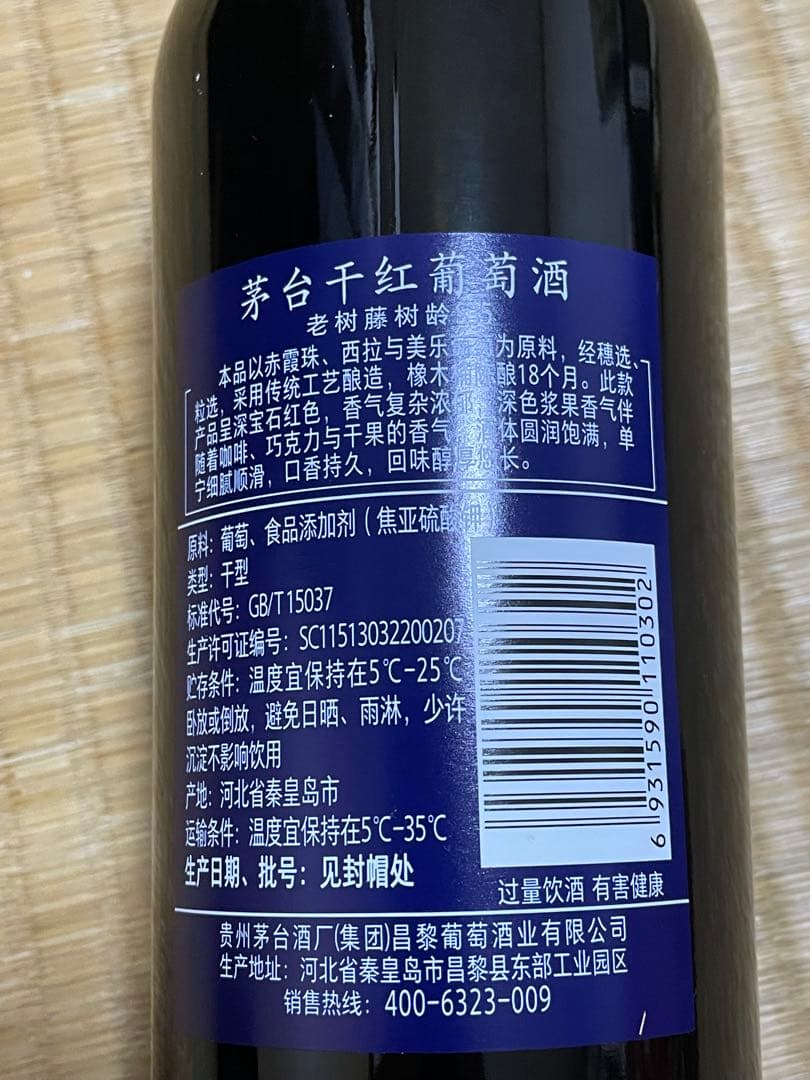 茅台干红葡萄酒
老树藤树龄
本品以赤霞珠、西拉与美乐 为原料，经穗选、
粒选，采用传统工艺酿造，橡木 酿18个月。此款
产品呈深宝石红色，香气复杂浓郁，深色浆果香气伴
随着咖啡、巧克力与干果的香气， 体圆润饱满，单
宁细腻顺滑，口香持久，回味醇厚悠长。
原料：葡萄、食品添加剂（焦亚硫酸钾
类型：干型
标准代号：GB/T15037
生产许可证编号：SC11513032200207
贮存条件：温度宜保持在5℃-25℃
卧放或倒放，避免日晒、雨淋，少许
沉淀不影响饮用
产地：河北省秦皇岛市
运输条件：温度宜保持在5℃-35℃
生产日期、批号：见封帽处
6 931590 110302
过量饮酒 有害健康
贵州茅台酒厂(集团)昌黎葡萄酒业有限公司
生产地址：河北省秦皇岛市昌黎县东部工业园区
销售热线：400-6323-009